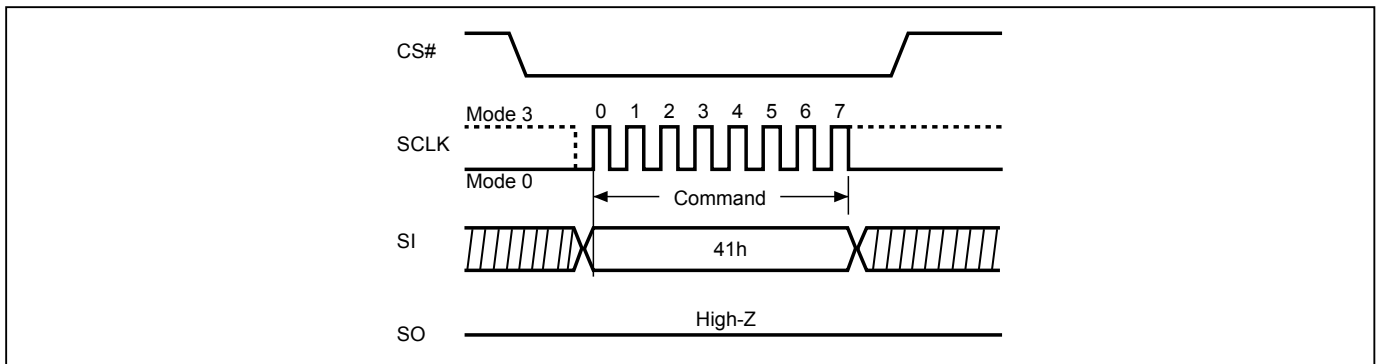 CS#
Mode 3 0 1 2 3 4 5 6 7
SCLK
Mode 0
Command
SI
41h
High-Z
SO